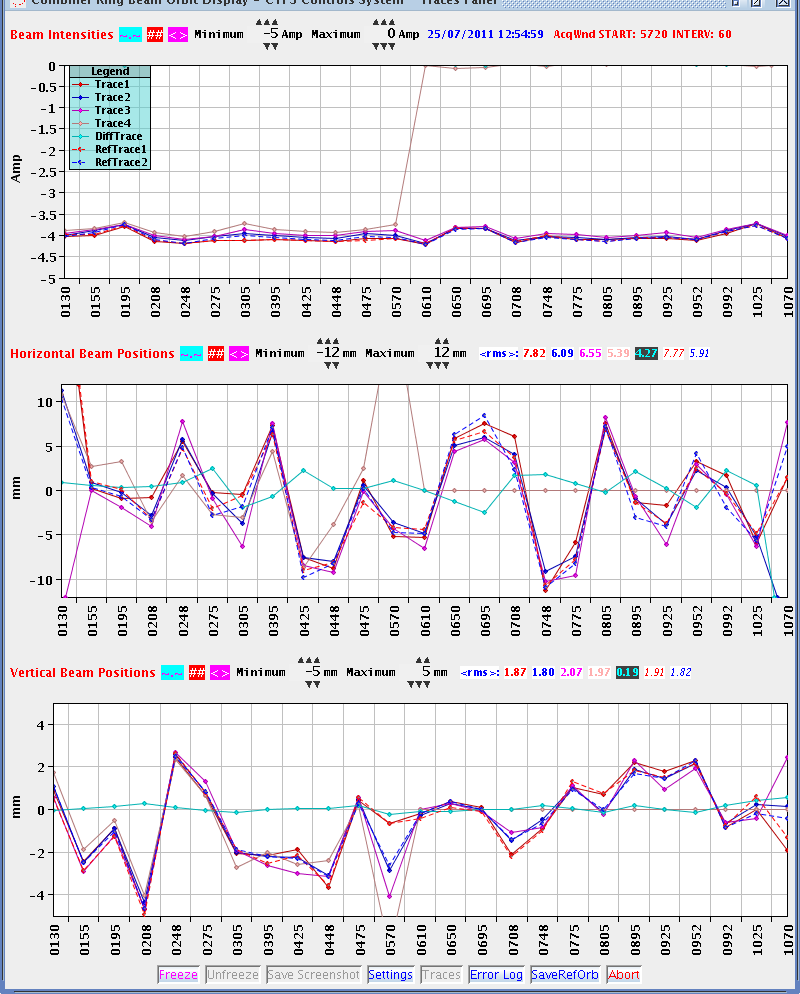 Combiner Ring Beam Orbit Display - CTF3 Controls System - Traces Panel
Beam Intensities ~.~ ## <> Minimum -5 Amp Maximum 0 Amp 25/07/2011 12:54:59 AcqWnd START: 5720 INTERV: 60
Legend
Trace1
Trace2
Trace3
Trace4
DiffTrace
RefTrace1
RefTrace2
Amp
0
-0.5
-1
-1.5
-2
-2.5
-3
-3.5
-4
-4.5
-5
0130 0155 0195 0208 0248 0275 0305 0395 0425 0448 0475 0570 0610 0650 0695 0708 0748 0775 0805 0895 0952 0992 1025 1070
Horizontal Beam Positions ~.~ ## <> Minimum -12 mm Maximum 12 mm <rms>: 7.82 6.09 6.55 5.39 4.27 7.77 5.91
mm
10
5
0
-5
-10
0130 0155 0195 0208 0248 0275 0305 0395 0425 0448 0475 0570 0610 0650 0695 0708 0748 0775 0805 0895 0952 0992 1025 1070
Vertical Beam Positions ~.~ ## <> Minimum -5 mm Maximum 5 mm <rms>: 1.87 1.80 2.07 1.97 0.19 1.91 1.82
mm
4
2
0
-2
-4
0130 0155 0195 0208 0248 0275 0305 0395 0425 0448 0475 0570 0610 0650 0695 0708 0748 0775 0805 0895 0952 0992 1025 1070
Freeze Unfreeze Save Screenshot Settings Traces Error Log SaveRefOrb Abort